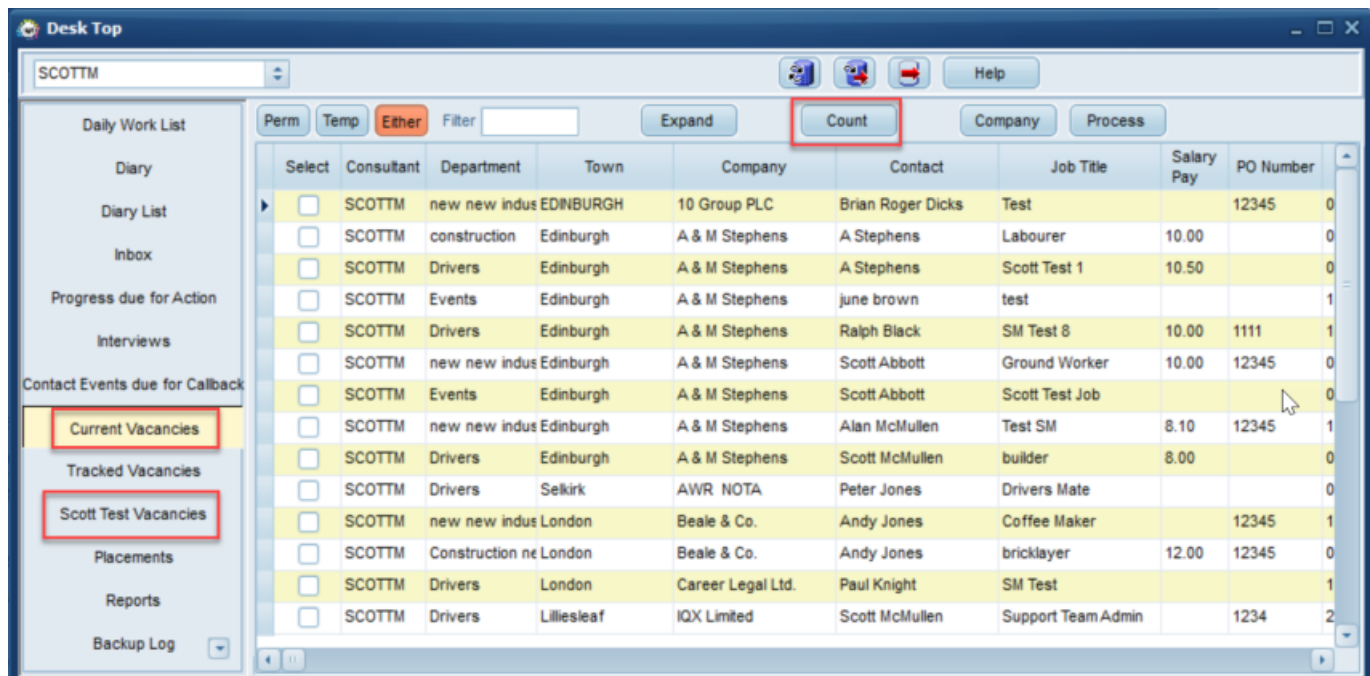 Desk Top
SCOTTM Help
Perm Temp Either Filter Expand Count Company Process
Daily Work List
Diary
Diary List
Inbox
Progress due for Action
Interviews
Contact Events due for Callback
Current Vacancies
Tracked Vacancies
Scott Test Vacancies
Placements
Reports
Backup Log
Select Consultant Department Town Company Contact Job Title Salary Pay PO Number
SCOTTM new new indus EDINBURGH 10 Group PLC Brian Roger Dicks Test 12345 0
SCOTTM construction Edinburgh A & M Stephens A Stephens Labourer 10.00 0
SCOTTM Drivers Edinburgh A & M Stephens A Stephens Scott Test 1 10.50 0
SCOTTM Events Edinburgh A & M Stephens june brown test 1
SCOTTM Drivers Edinburgh A & M Stephens Ralph Black SM Test 8 10.00 1111 1
SCOTTM new new indus Edinburgh A & M Stephens Scott Abbott Ground Worker 10.00 12345 0
SCOTTM Events Edinburgh A & M Stephens Scott Abbott Scott Test Job 0
SCOTTM new new indus Edinburgh A & M Stephens Alan McMullen Test SM 8.10 12345 1
SCOTTM Drivers Edinburgh A & M Stephens Scott McMullen builder 8.00 0
SCOTTM Drivers Selkirk AWR NOTA Peter Jones Drivers Mate 0
SCOTTM new new indus London Beale & Co. Andy Jones Coffee Maker 12345 1
SCOTTM Construction ne London Beale & Co. Andy Jones bricklayer 12.00 12345 0
SCOTTM Drivers London Career Legal Ltd. Paul Knight SM Test 1
SCOTTM Drivers Lilliesleaf IQX Limited Scott McMullen Support Team Admin 1234 2